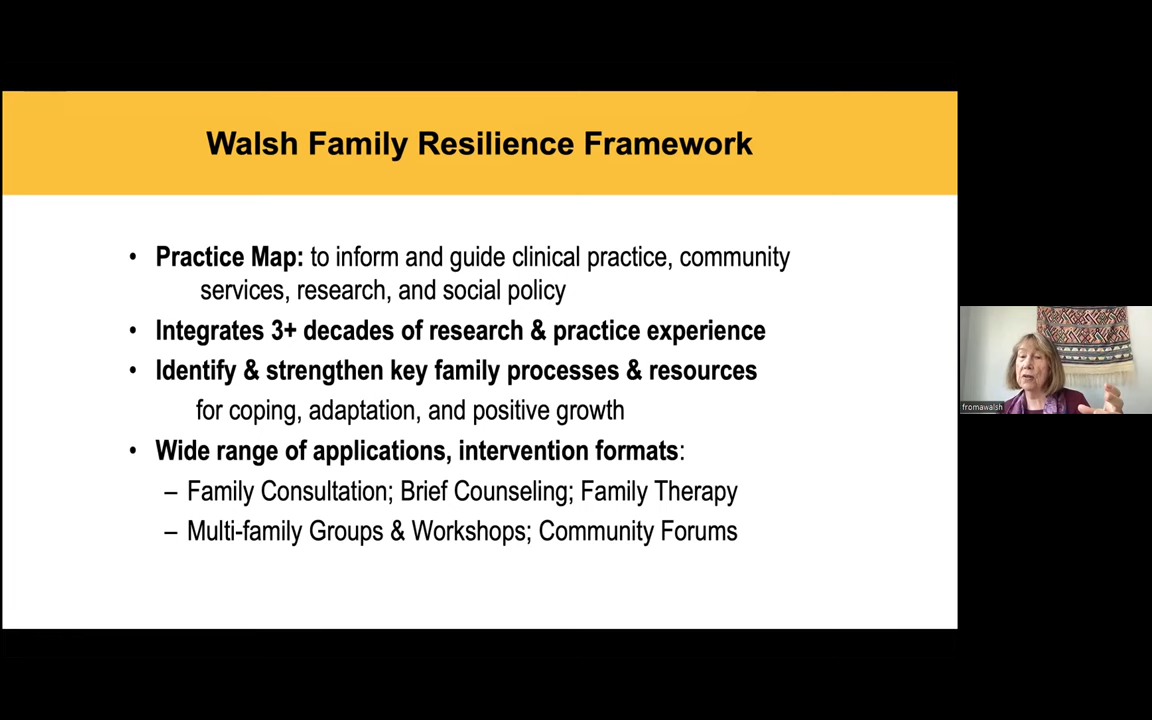 Walsh Family Resilience Framework
• Practice Map: to inform and guide clinical practice, community
services, research, and social policy
• Integrates 3+ decades of research & practice experience
• Identify & strengthen key family processes & resources
for coping, adaptation, and positive growth
• Wide range of applications, intervention formats:
– Family Consultation; Brief Counseling; Family Therapy
– Multi-family Groups & Workshops; Community Forums
fromawalsh